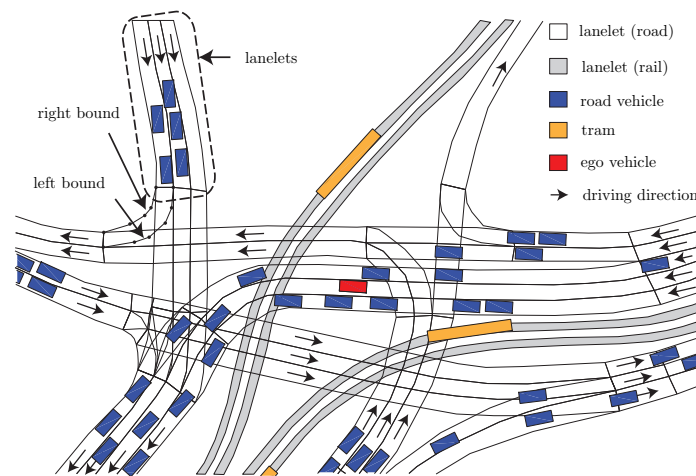 lanelets
right bound
left bound
lanelet (road)
lanelet (rail)
road vehicle
tram
ego vehicle
driving direction